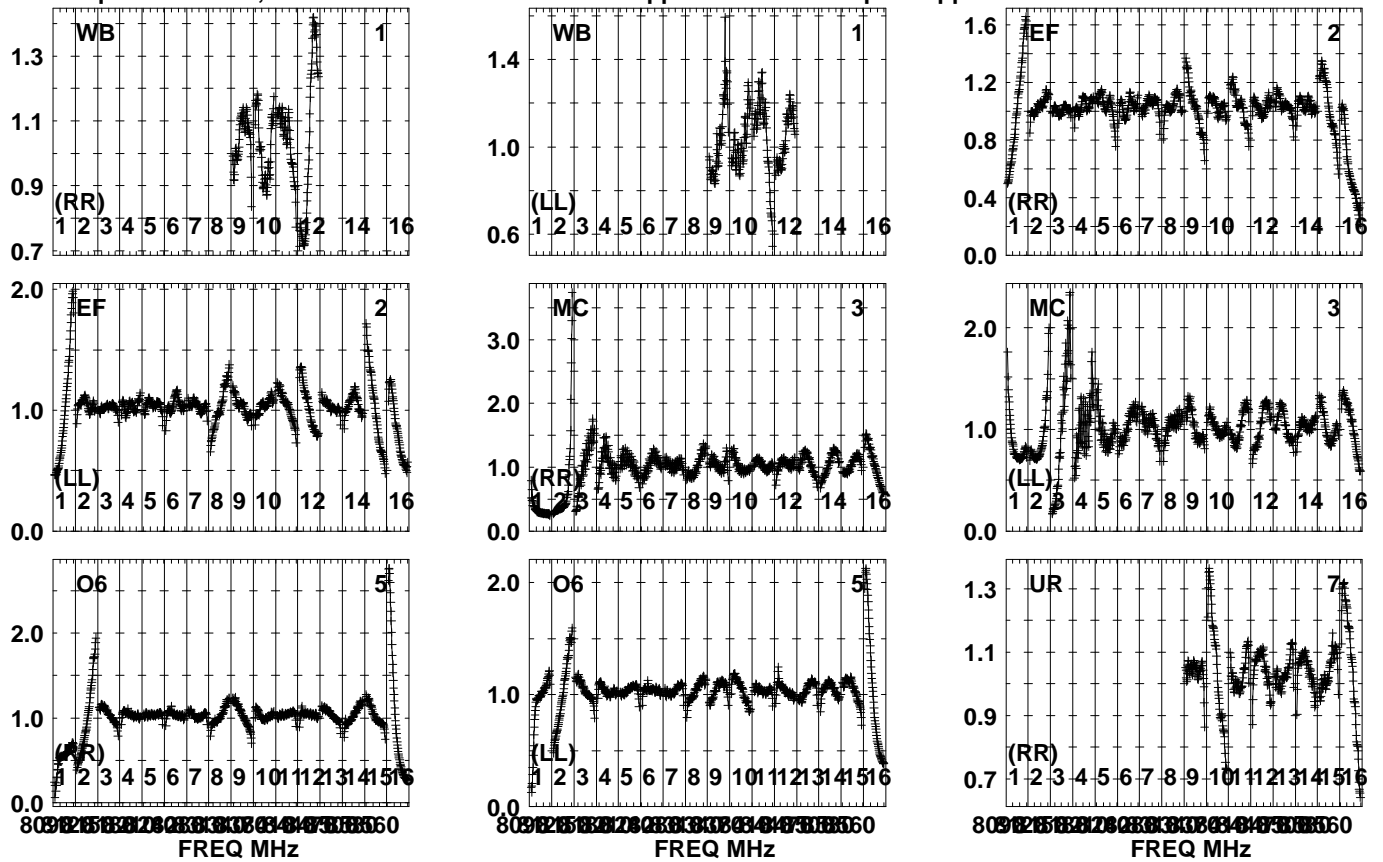 WB 1
1.3
1.1
0.9
0.7
(RR)
1 2 3 4 5 6 7 8 9 10 12 14 16
WB 1
1.4
1.0
0.6
(LL)
1 2 3 4 5 6 7 8 9 10 12 14 16
EF 2
1.6
1.2
0.8
0.4
0.0
(RR)
1 2 3 4 5 6 7 8 9 10 12 14 16
EF 2
2.0
1.0
0.0
(LL)
1 2 3 4 5 6 7 8 9 10 12 14 16
MC 3
3.0
2.0
1.0
0.0
(RR)
1 2 3 4 5 6 7 8 9 10 12 14 16
MC 3
2.0
1.0
0.0
(LL)
1 2 3 4 5 6 7 8 9 10 12 14 16
O6 5
2.0
1.0
0.0
(RR)
1 2 3 4 5 6 7 8 9 10 11 12 13 14 15 16
FREQ MHz
O6 5
2.0
1.0
0.0
(LL)
1 2 3 4 5 6 7 8 9 10 11 12 13 14 15 16
FREQ MHz
UR 7
1.3
1.1
0.9
0.7
(RR)
1 2 3 4 5 6 7 8 9 10 11 12 13 14 15 16
FREQ MHz